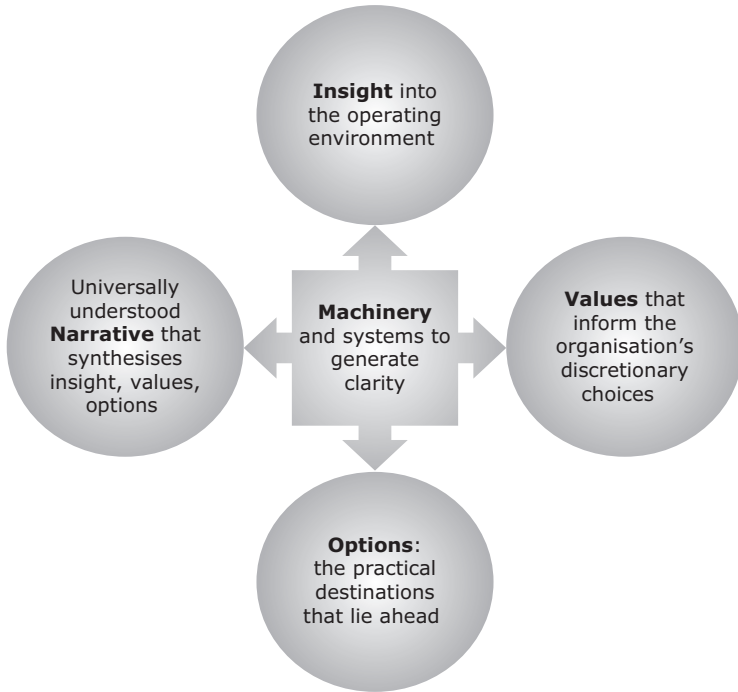 Insight into
the operating
environment
Universally
understood
Narrative that
synthesises
insight, values,
options
Machinery
and systems to
generate
clarity
Values that
inform the
organisation's
discretionary
choices
Options:
the practical
destinations
that lie ahead